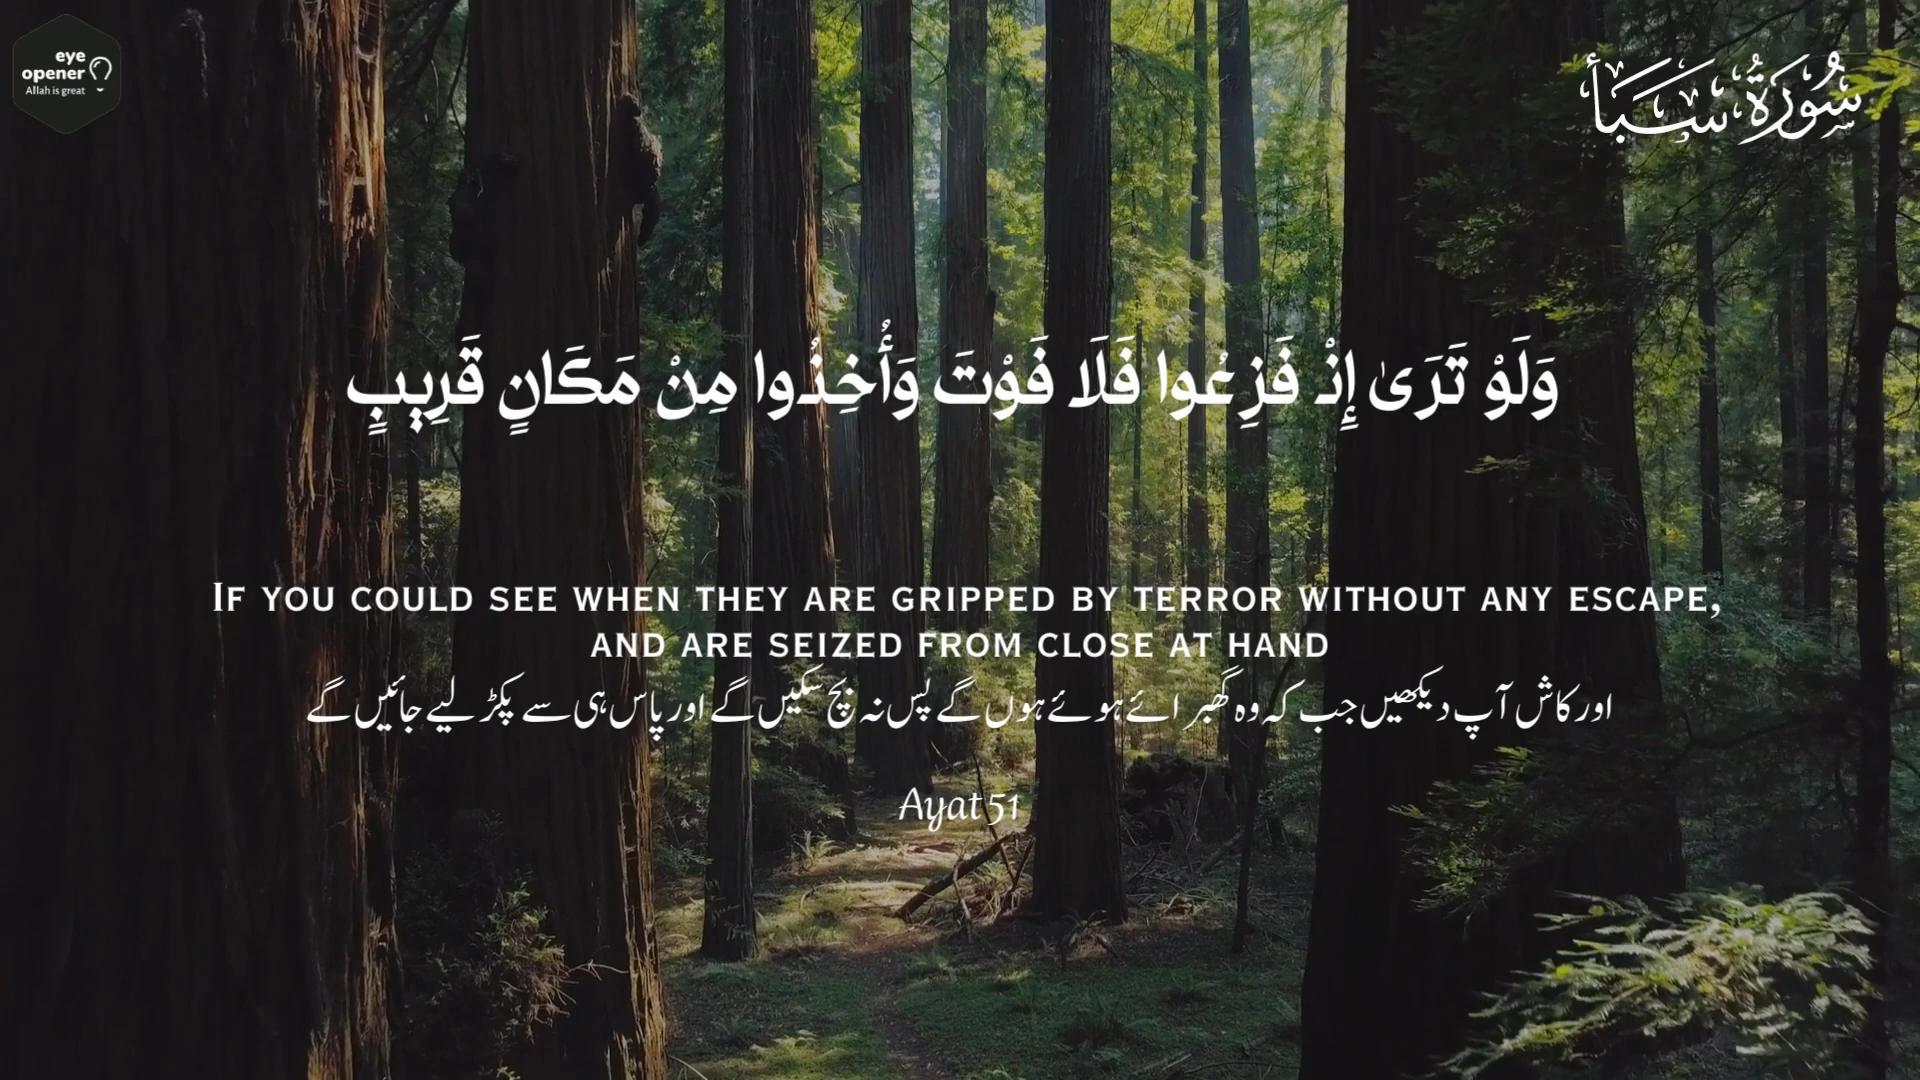 eye
opener
Allah is great
سُورَةُ سَبَأ
وَلَوْ تَرَىٰ إِذْ فَزِعُوا فَلَا فَوْتَ وَأُخِذُوا مِنْ مَكَانٍ قَرِيبٍ
If you could see when they are gripped by terror without any escape,
and are seized from close at hand
اور کاش آپ دیکھیں جب کہ وہ گھبرائے ہوئے ہوں گے پس نہ بچ سکیں گے اور پاس ہی سے پکڑ لیے جائیں گے
Ayat 51